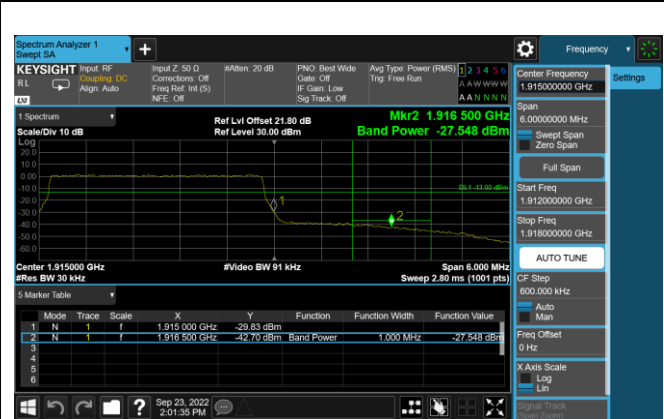 Spectrum Analyzer 1
Swept SA
Frequency
KEYSIGHT
RL
LXI
Input: RF
Coupling: DC
Align: Auto
Input Z: 50 Ω
Corrections: Off
Freq Ref: Int (S)
NFE: Off
#Atten: 20 dB
PNO: Best Wide
Gate: Off
IF Gain: Low
Sig Track: Off
Avg Type: Power (RMS)
Trig: Free Run
1 2 3 4 5 6
A A W W W W
A A N N N N
1 Spectrum
Scale/Div 10 dB
Ref Lvl Offset 21.80 dB
Ref Level 30.00 dBm
Mkr2 1.916 500 GHz
Band Power -27.548 dBm
Log
20.0
10.0
0.00
-10.0
-20.0
-30.0
-40.0
-50.0
-60.0
DL1 -13.00 dBm
1
2
Center 1.915000 GHz
#Res BW 30 kHz
#Video BW 91 kHz
Span 6.000 MHz
Sweep 2.80 ms (1001 pts)
5 Marker Table
Mode Trace Scale X Y Function Function Width Function Value
1 N 1 f 1.915 000 GHz -29.83 dBm
2 N 1 f 1.916 500 GHz -42.70 dBm Band Power 1.000 MHz -27.548 dBm
3
4
5
6
Sep 23, 2022
2:01:35 PM
Center Frequency
1.915000000 GHz
Settings
Span
6.00000000 MHz
Swept Span
Zero Span
Full Span
Start Freq
1.912000000 GHz
Stop Freq
1.918000000 GHz
AUTO TUNE
CF Step
600.000 kHz
Auto
Man
Freq Offset
0 Hz
X Axis Scale
Log
Lin
Signal Track
(Span Zoom)